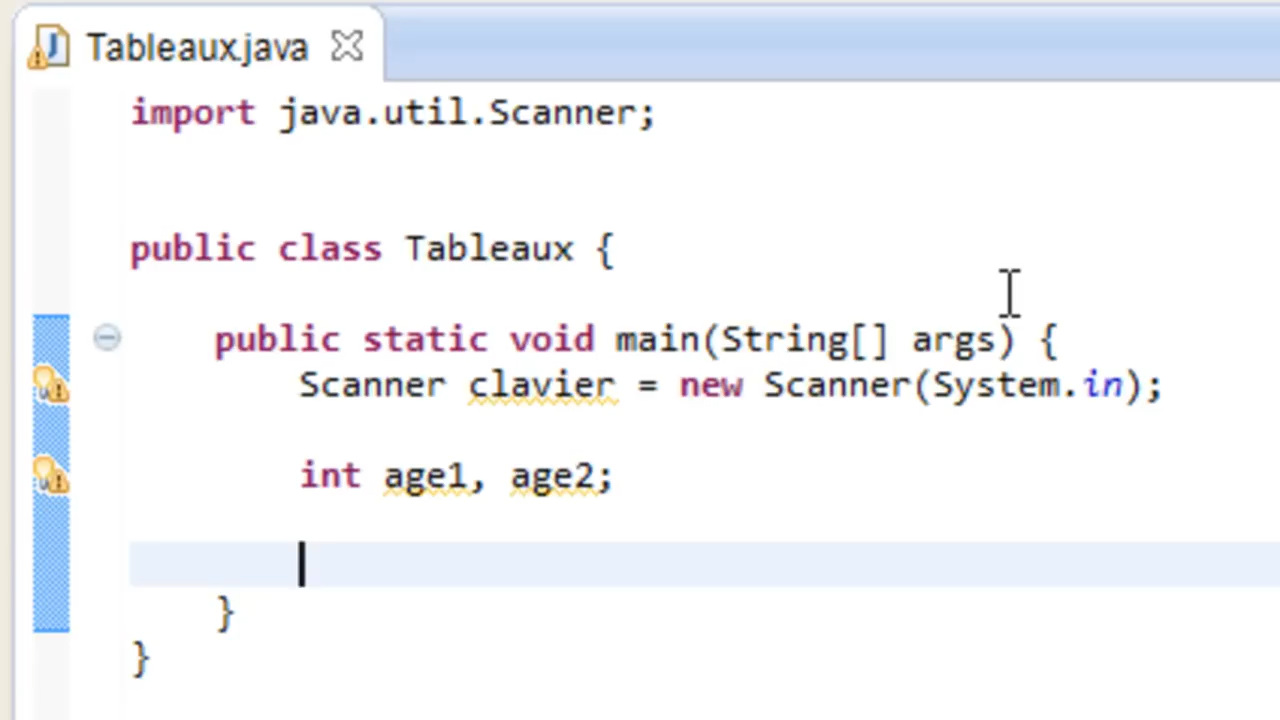 Tableaux.java
import java.util.Scanner;
public class Tableaux {
public static void main(String[] args) {
Scanner clavier = new Scanner(System.in);
int age1, age2;
}
}